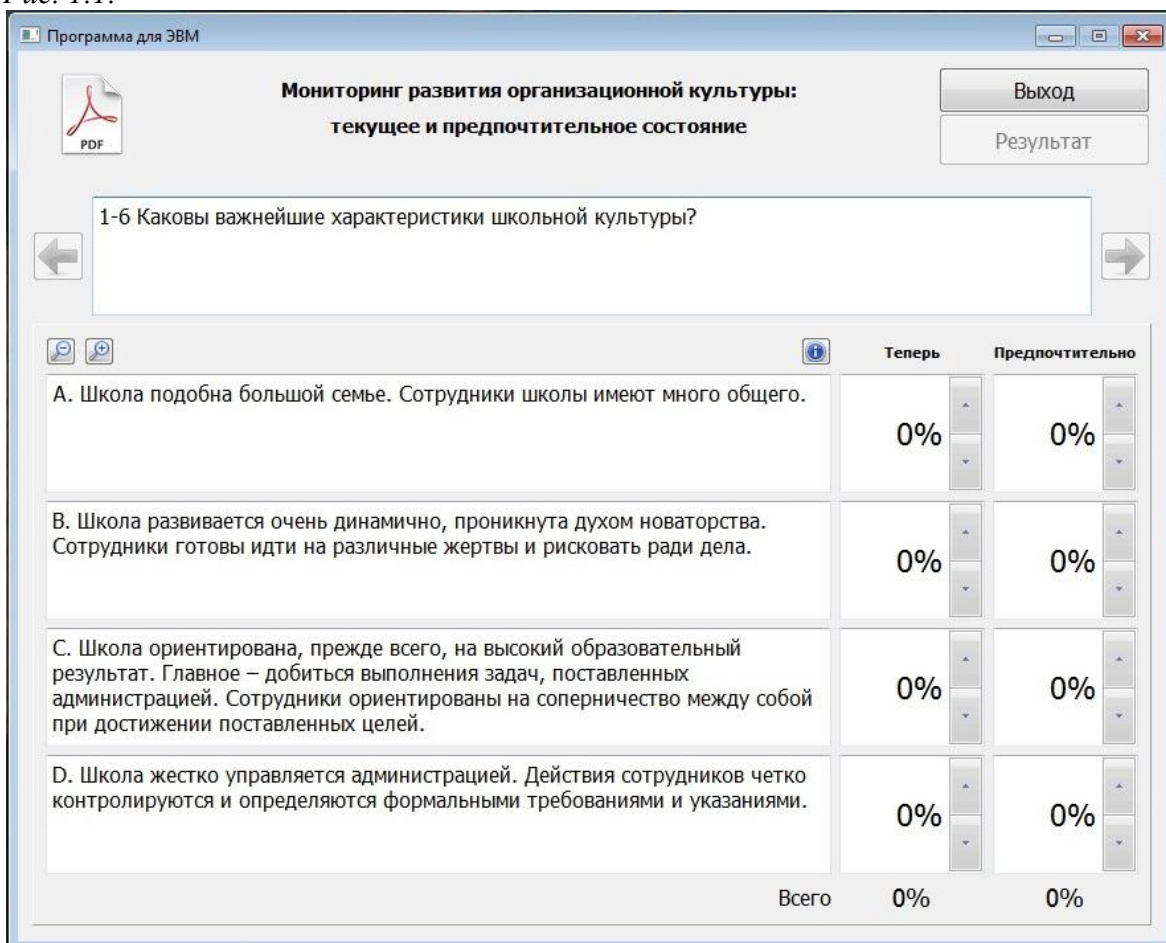 Рис. 1.1.
Программа для ЭВМ
PDF
Мониторинг развития организационной культуры:
текущее и предпочтительное состояние
Выход
Результат
1-6 Каковы важнейшие характеристики школьной культуры?
Теперь
Предпочтительно
A. Школа подобна большой семье. Сотрудники школы имеют много общего.
0%
0%
B. Школа развивается очень динамично, проникнута духом новаторства.
Сотрудники готовы идти на различные жертвы и рисковать ради дела.
0%
0%
C. Школа ориентирована, прежде всего, на высокий образовательный
результат. Главное – добиться выполнения задач, поставленных
администрацией. Сотрудники ориентированы на соперничество между собой
при достижении поставленных целей.
0%
0%
D. Школа жестко управляется администрацией. Действия сотрудников четко
контролируются и определяются формальными требованиями и указаниями.
0%
0%
Всего
0%
0%